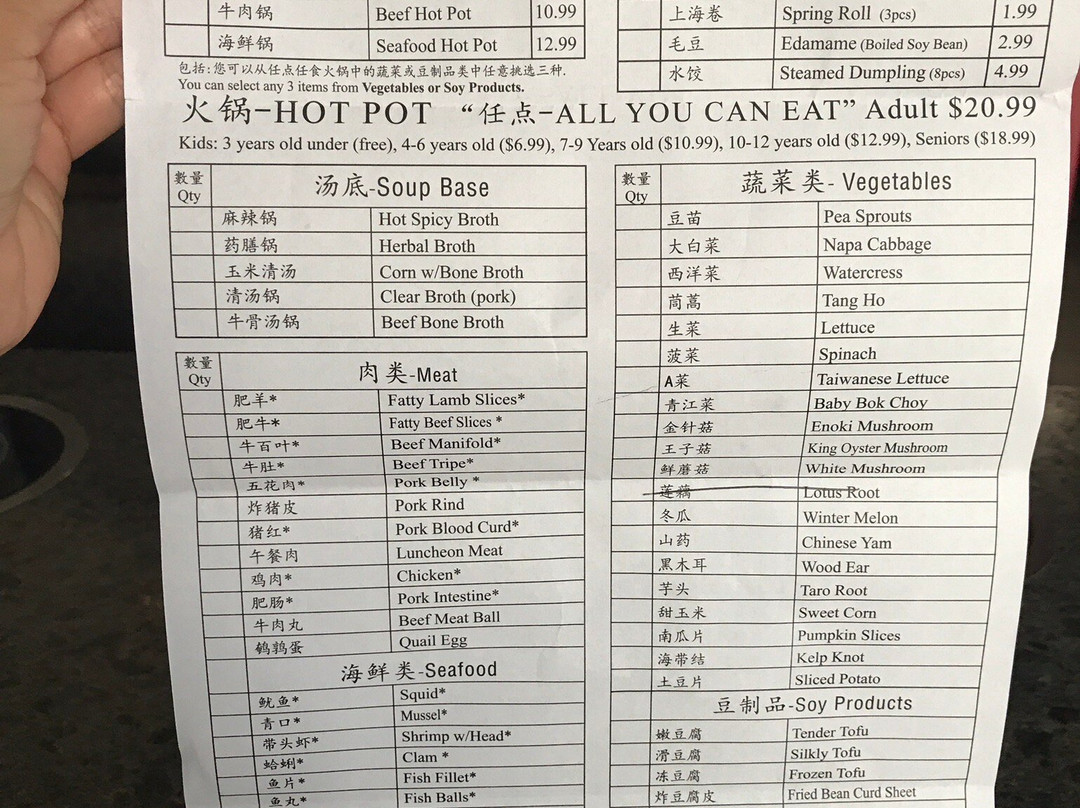 牛肉锅 Beef Hot Pot 10.99
海鲜锅 Seafood Hot Pot 12.99
包括:您可以从任点任食火锅中的蔬菜或豆制品类中任意挑选三种.
You can select any 3 items from Vegetables or Soy Products.
上海卷 Spring Roll (3pcs) 1.99
毛豆 Edamame (Boiled Soy Bean) 2.99
水饺 Steamed Dumpling (8pcs) 4.99
火锅-HOT POT “任点-ALL YOU CAN EAT” Adult $20.99
Kids: 3 years old under (free), 4-6 years old ($6.99), 7-9 Years old ($10.99), 10-12 years old ($12.99), Seniors ($18.99)
數量 Qty 汤底-Soup Base
麻辣锅 Hot Spicy Broth
药膳锅 Herbal Broth
玉米清汤 Corn w/Bone Broth
清汤锅 Clear Broth (pork)
牛骨汤锅 Beef Bone Broth
數量 Qty 肉类-Meat
肥羊* Fatty Lamb Slices*
肥牛* Fatty Beef Slices *
牛百叶* Beef Manifold*
牛肚* Beef Tripe*
五花肉* Pork Belly *
炸猪皮 Pork Rind
猪红* Pork Blood Curd*
午餐肉 Luncheon Meat
鸡肉* Chicken*
肥肠* Pork Intestine*
牛肉丸 Beef Meat Ball
鹌鹑蛋 Quail Egg
海鲜类-Seafood
鱿鱼* Squid*
青口* Mussel*
带头虾* Shrimp w/Head*
蛤蜊* Clam *
鱼片* Fish Fillet*
鱼丸* Fish Balls*
數量 Qty 蔬菜类- Vegetables
豆苗 Pea Sprouts
大白菜 Napa Cabbage
西洋菜 Watercress
茼蒿 Tang Ho
生菜 Lettuce
菠菜 Spinach
A菜 Taiwanese Lettuce
青江菜 Baby Bok Choy
金针菇 Enoki Mushroom
王子菇 King Oyster Mushroom
鲜蘑菇 White Mushroom
莲藕 Lotus Root
冬瓜 Winter Melon
山药 Chinese Yam
黑木耳 Wood Ear
芋头 Taro Root
甜玉米 Sweet Corn
南瓜片 Pumpkin Slices
海带结 Kelp Knot
土豆片 Sliced Potato
豆制品-Soy Products
嫩豆腐 Tender Tofu
滑豆腐 Silkly Tofu
冻豆腐 Frozen Tofu
炸豆腐皮 Fried Bean Curd Sheet